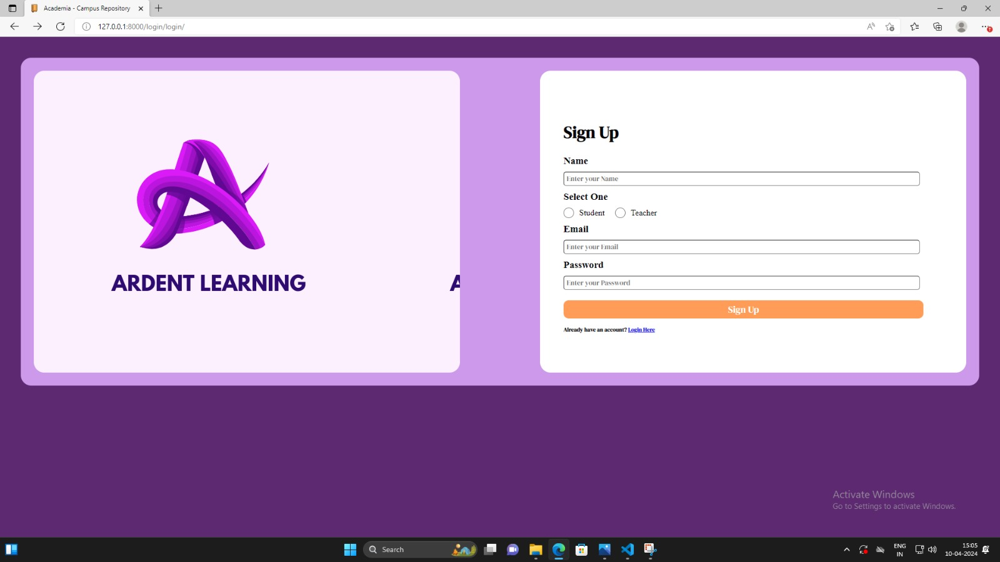 Academia - Campus Repository
127.0.0.1:8000/login/login/
Sign Up
Name
Enter your Name
Select One
Student Teacher
Email
Enter your Email
Password
Enter your Password
Sign Up
Already have an account? Login Here
ARDENT LEARNING
A
Activate Windows
Go to Settings to activate Windows.
Search
ENG
IN
15:05
10-04-2024